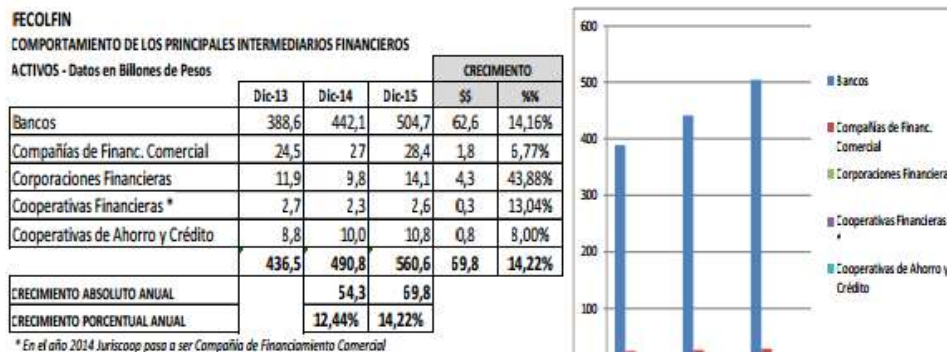 FECOLFIN
COMPORTAMIENTO DE LOS PRINCIPALES INTERMEDIARIOS FINANCIEROS
ACTIVOS - Datos en Billones de Pesos CRECIMIENTO
Dic-13 Dic-14 Dic-15 $$ %%
Bancos 388,6 442,1 504,7 62,6 14,16%
Compañías de Financ. Comercial 24,5 27 28,4 1,8 6,77%
Corporaciones Financieras 11,9 9,8 14,1 4,3 43,88%
Cooperativas Financieras * 2,7 2,3 2,6 0,3 13,04%
Cooperativas de Ahorro y Crédito 8,8 10,0 10,8 0,8 8,00%
436,5 490,8 560,6 69,8 14,22%
CRECIMIENTO ABSOLUTO ANUAL 54,3 69,8
CRECIMIENTO PORCENTUAL ANUAL 12,44% 14,22%
* En el año 2014 Juriscoop pasa a ser Compañía de Financiamiento Comercial
600
500
400
300
200
100
Bancos
Compañías de Financ.
Comercial
Corporaciones Financiera
Cooperativas Financieras
*
Cooperativas de Ahorro y
Crédito